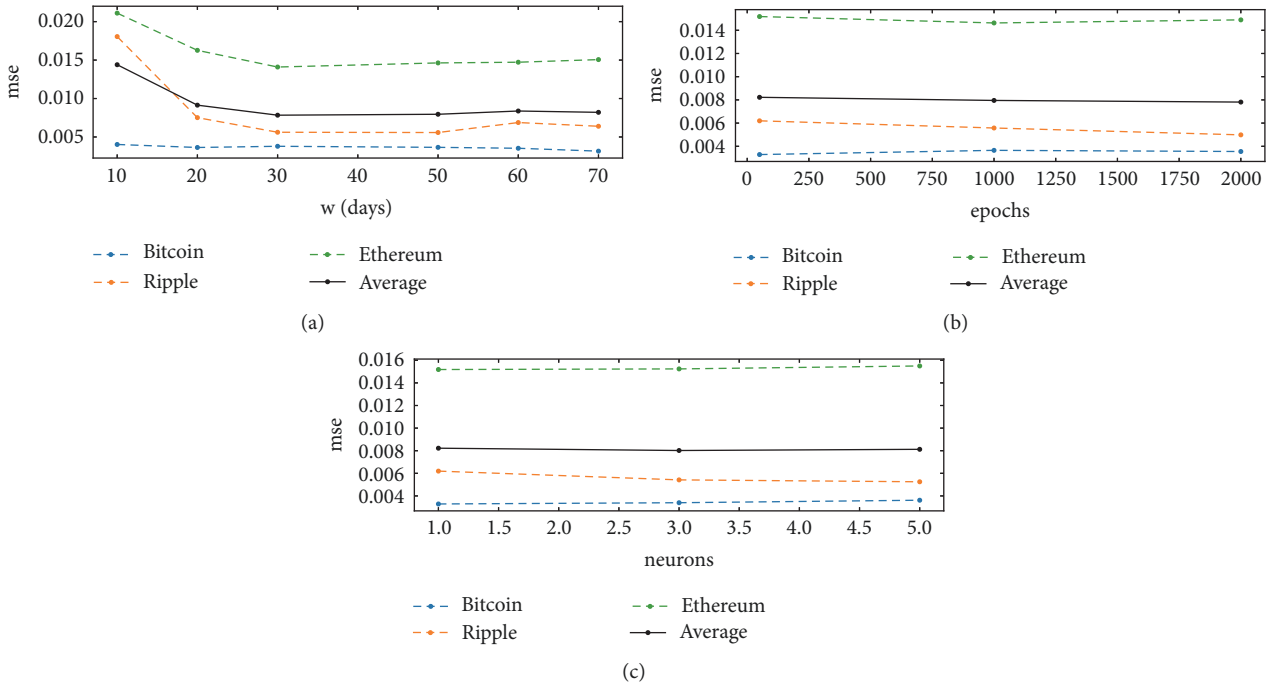 0.020
0.015
0.010
0.005
mse
10 20 30 40 50 60 70
w (days)
Bitcoin Ethereum
Ripple Average
(a)
0.014
0.012
0.010
0.008
0.006
0.004
mse
0 250 500 750 1000 1250 1500 1750 2000
epochs
Bitcoin Ethereum
Ripple Average
(b)
0.016
0.014
0.012
0.010
0.008
0.006
0.004
mse
1.0 1.5 2.0 2.5 3.0 3.5 4.0 4.5 5.0
neurons
Bitcoin Ethereum
Ripple Average
(c)